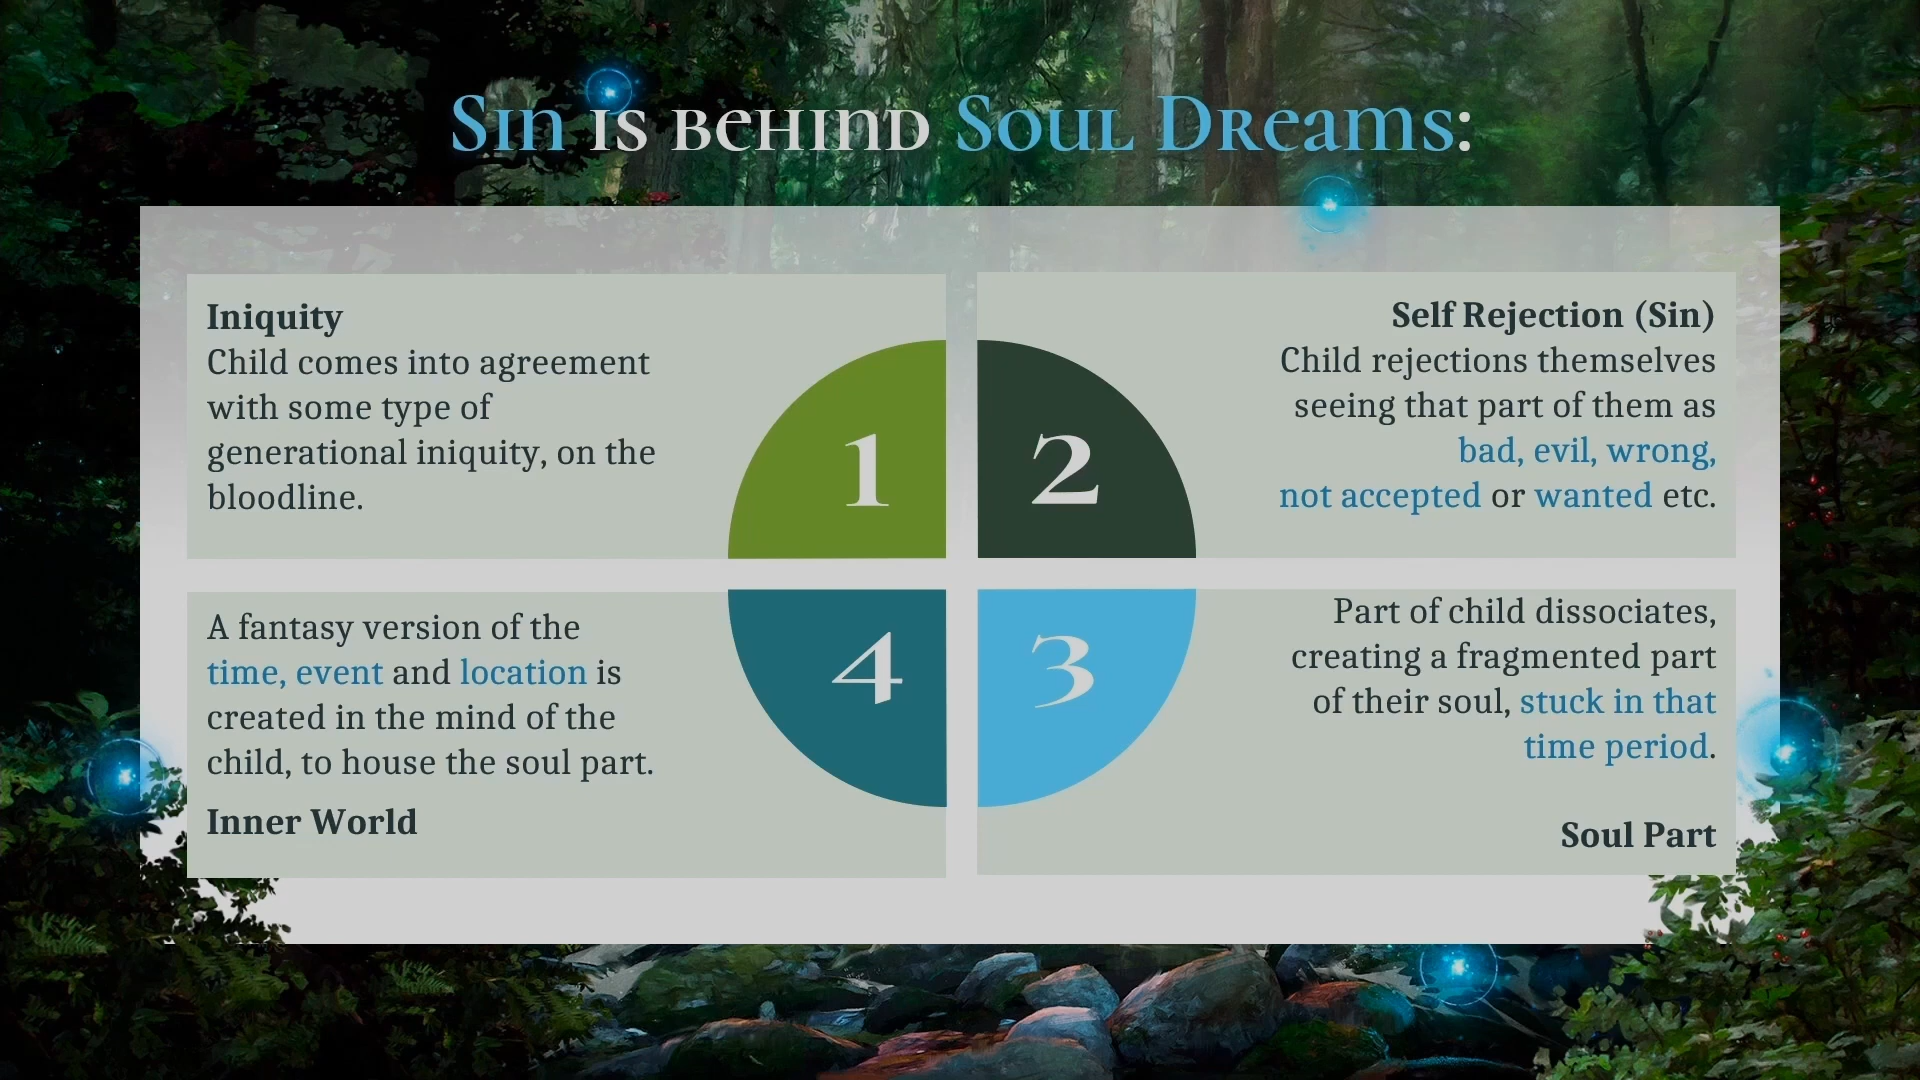 Sin is behind Soul Dreams:
Iniquity
Child comes into agreement
with some type of
generational iniquity, on the
bloodline.
1
2
Self Rejection (Sin)
Child rejections themselves
seeing that part of them as
bad, evil, wrong,
not accepted or wanted etc.
3
Part of child dissociates,
creating a fragmented part
of their soul, stuck in that
time period.
Soul Part
4
A fantasy version of the
time, event and location is
created in the mind of the
child, to house the soul part.
Inner World